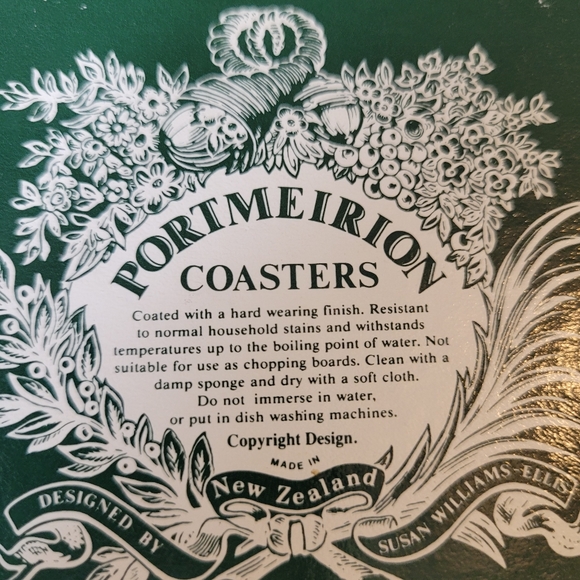 PORTMEIRION
COASTERS
Coated with a hard wearing finish. Resistant
to normal household stains and withstands
temperatures up to the boiling point of water. Not
suitable for use as chopping boards. Clean with a
damp sponge and dry with a soft cloth.
Do not immerse in water,
or put in dish washing machines.
Copyright Design.
MADE IN
New Zealand
DESIGNED BY
SUSAN WILLIAMS-ELLIS